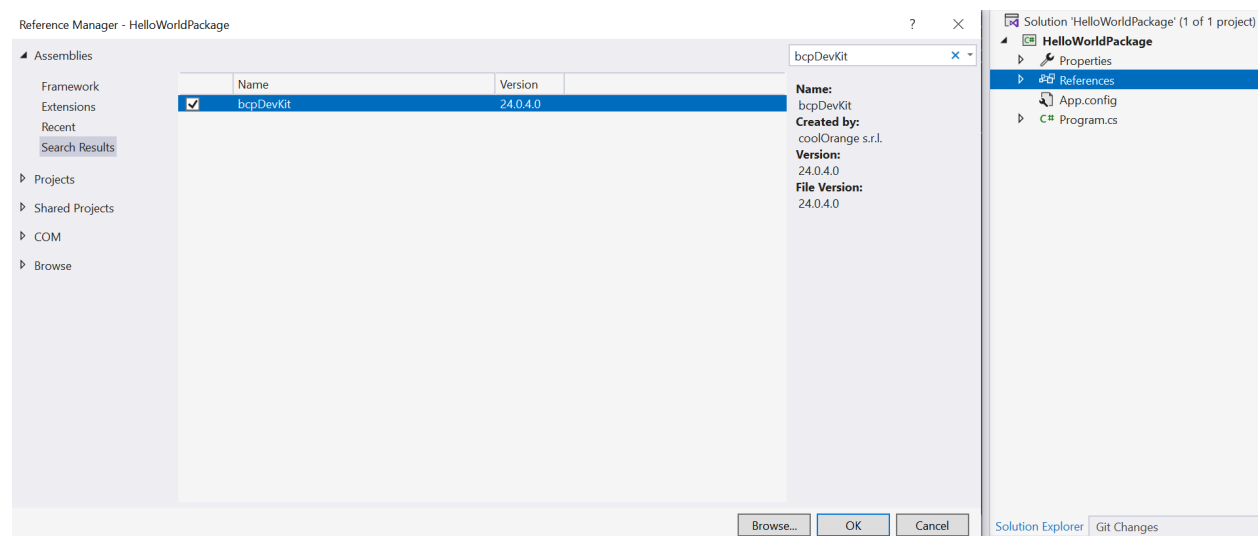 Reference Manager - HelloWorldPackage
?
Assemblies
bcpDevKit
Framework
Extensions
Recent
Search Results
Projects
Shared Projects
COM
Browse
Name
Version
bcpDevKit
24.0.4.0
Name:
bcpDevKit
Created by:
coolOrange s.r.l.
Version:
24.0.4.0
File Version:
24.0.4.0
Browse...
OK
Cancel
Solution 'HelloWorldPackage' (1 of 1 project)
C# HelloWorldPackage
Properties
References
App.config
C# Program.cs
Solution Explorer
Git Changes